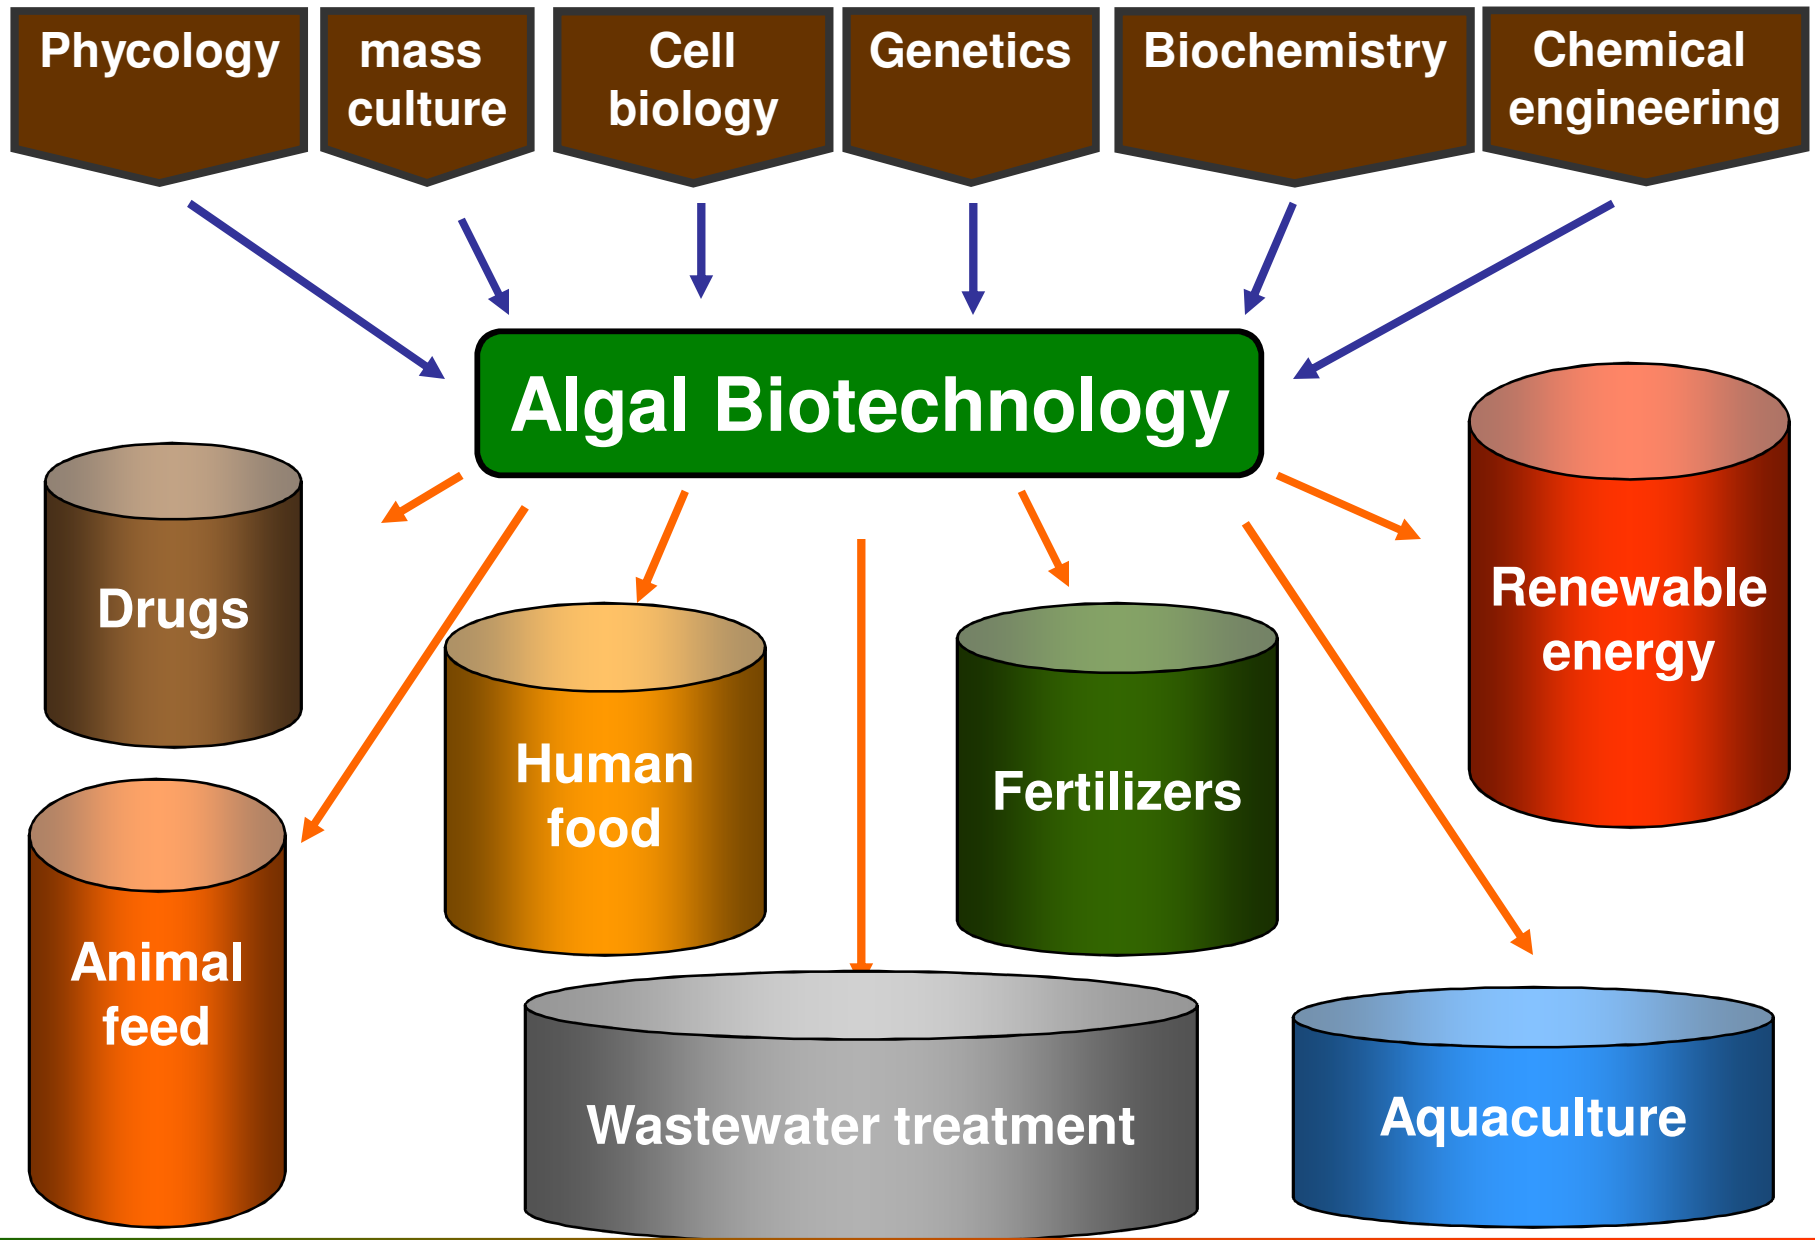 Phycology
mass
culture
Cell
biology
Genetics
Biochemistry
Chemical
engineering
Algal Biotechnology
Drugs
Renewable
energy
Human
food
Fertilizers
Animal
feed
Wastewater treatment
Aquaculture